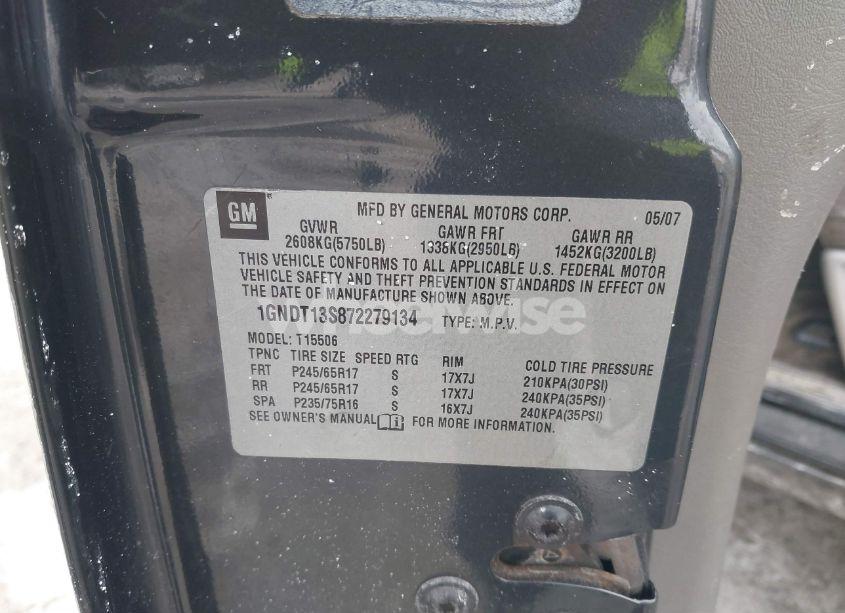 GM
MFD BY GENERAL MOTORS CORP. 05/07
GVWR GAWR FRT GAWR RR
2608KG(5750LB) 1338KG(2950LB) 1452KG(3200LB)
THIS VEHICLE CONFORMS TO ALL APPLICABLE U.S. FEDERAL MOTOR
VEHICLE SAFETY AND THEFT PREVENTION STANDARDS IN EFFECT ON
THE DATE OF MANUFACTURE SHOWN ABOVE.
1GNDT13S872279134 TYPE: M.P.V.
MODEL: T15506
TPNC TIRE SIZE SPEED RTG RIM COLD TIRE PRESSURE
FRT P245/65R17 S 17X7J 210KPA(30PSI)
RR P245/65R17 S 17X7J 240KPA(35PSI)
SPA P235/75R16 S 16X7J 240KPA(35PSI)
SEE OWNER'S MANUAL FOR MORE INFORMATION.